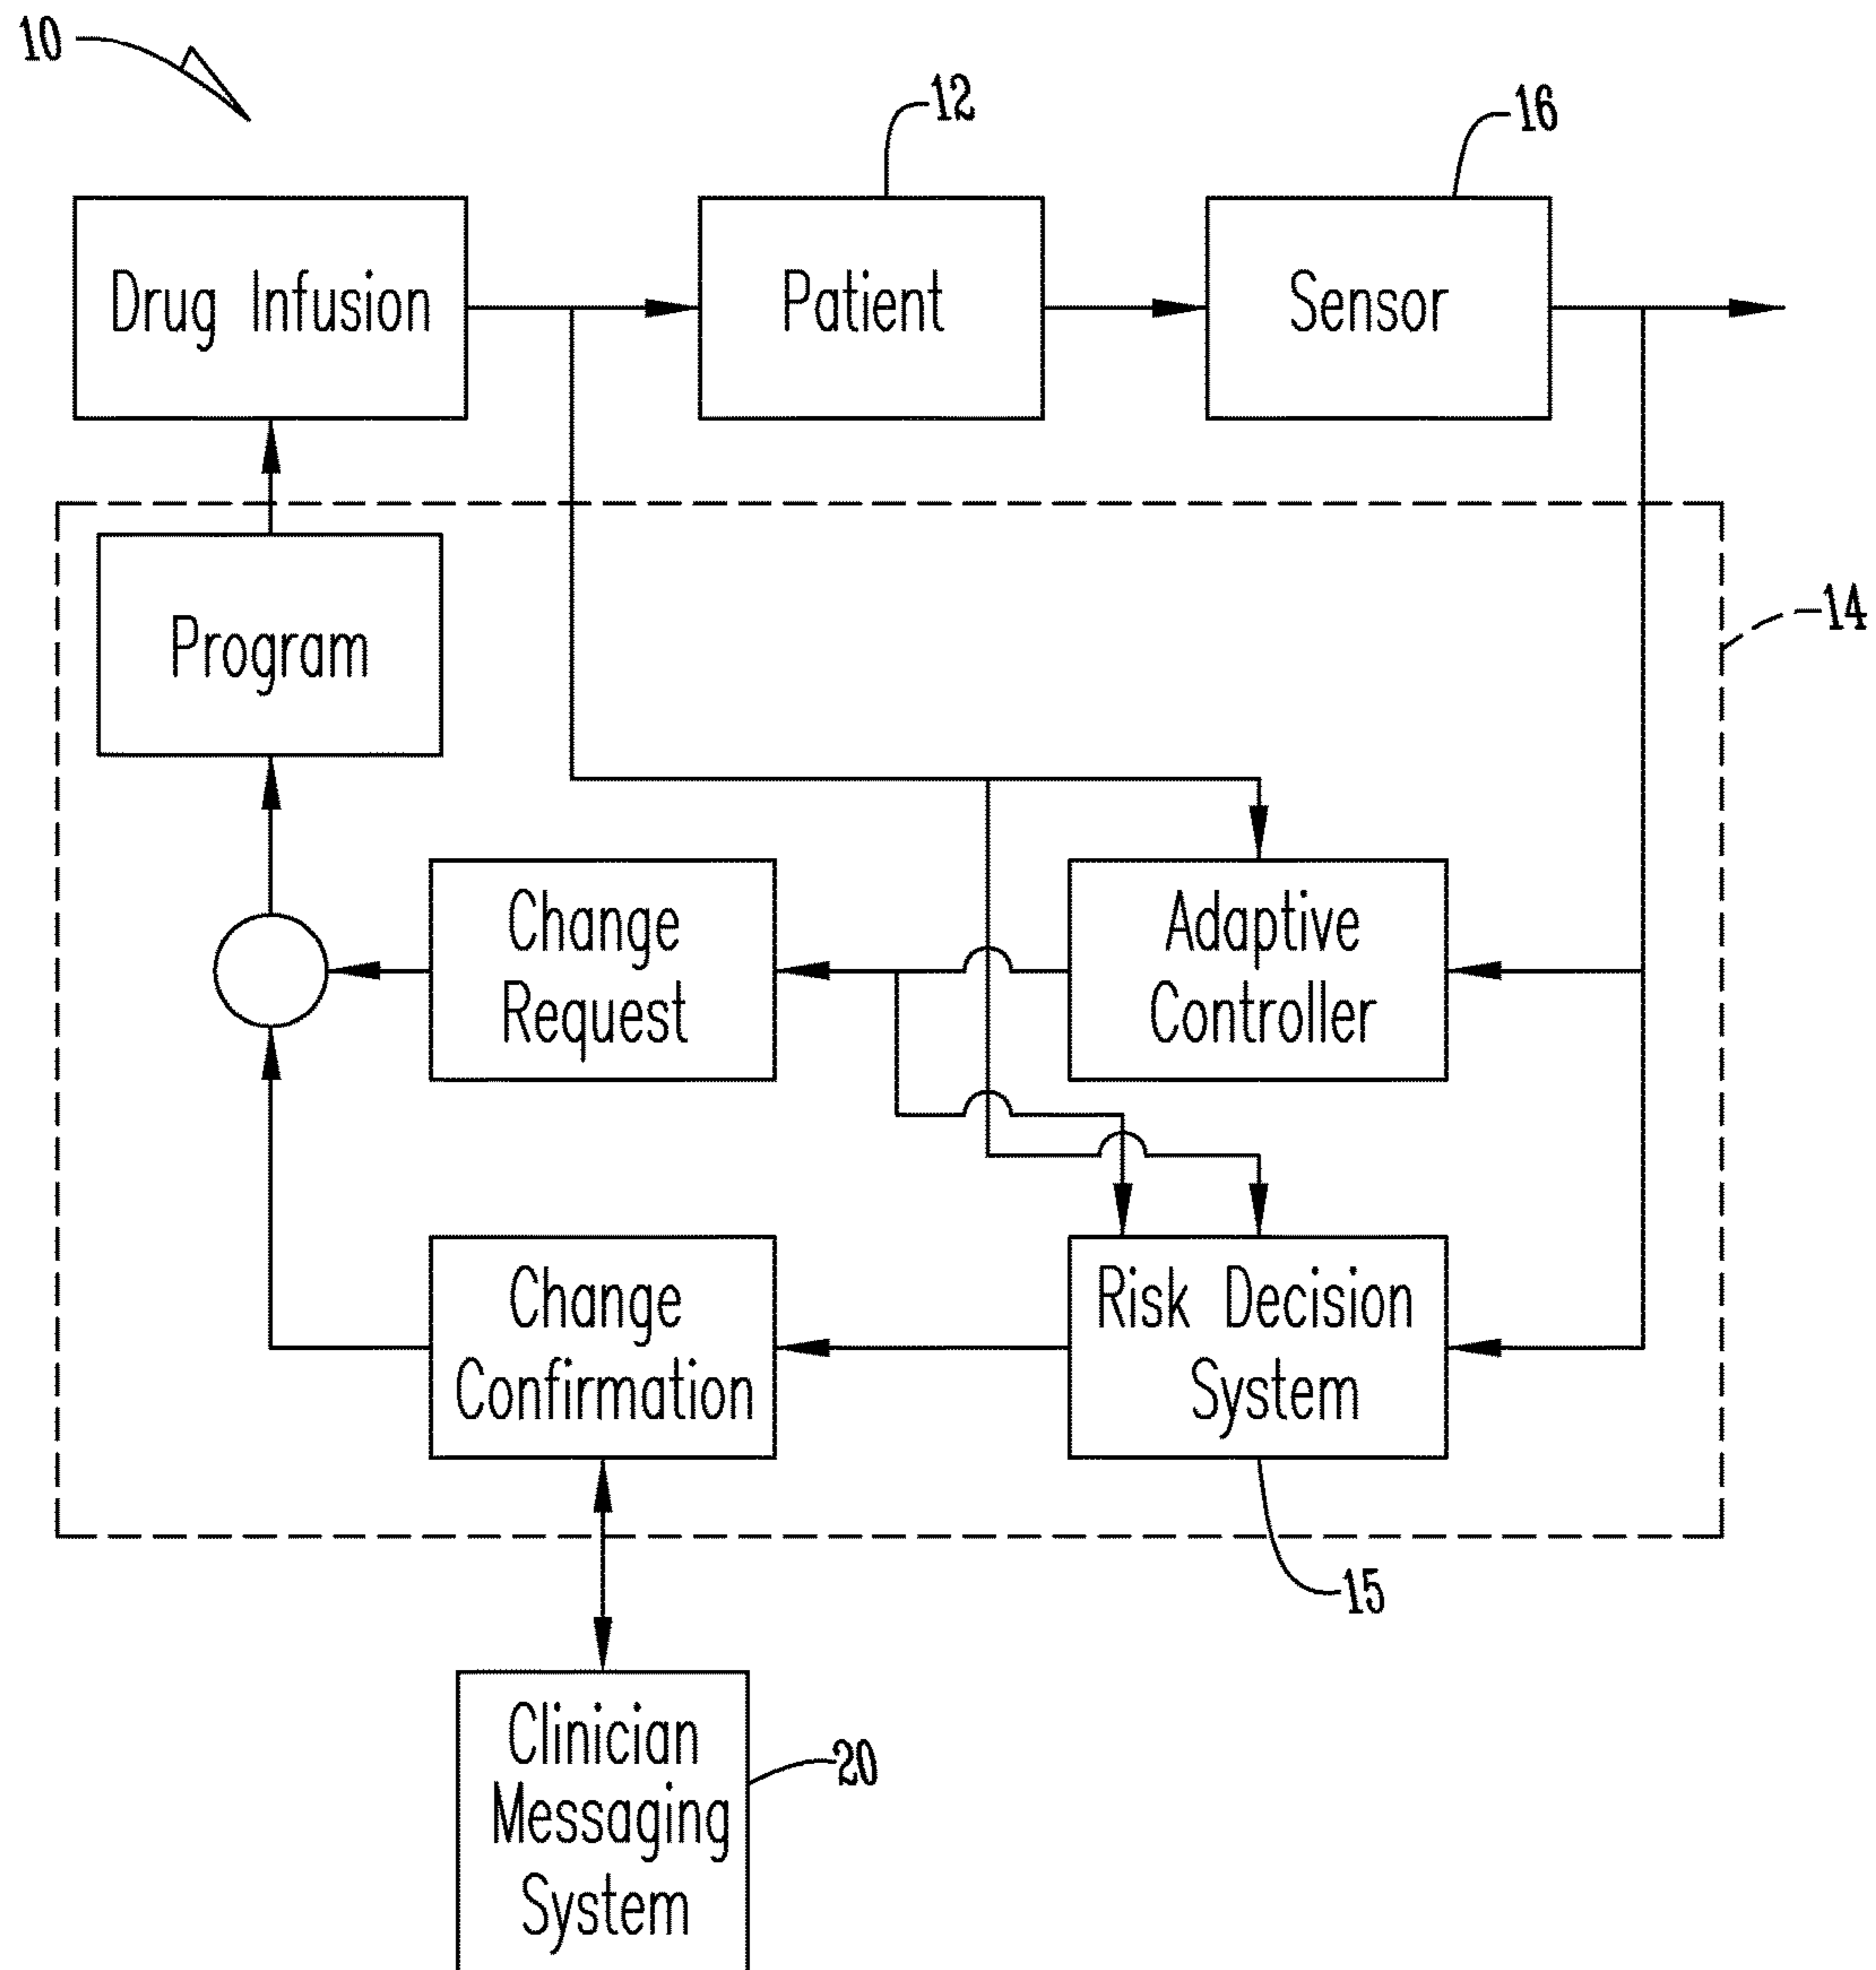 10
12
16
Drug Infusion
Patient
Sensor
14
Program
Change
Request
Adaptive
Controller
Change
Confirmation
Risk Decision
System
15
Clinician
Messaging
System
20